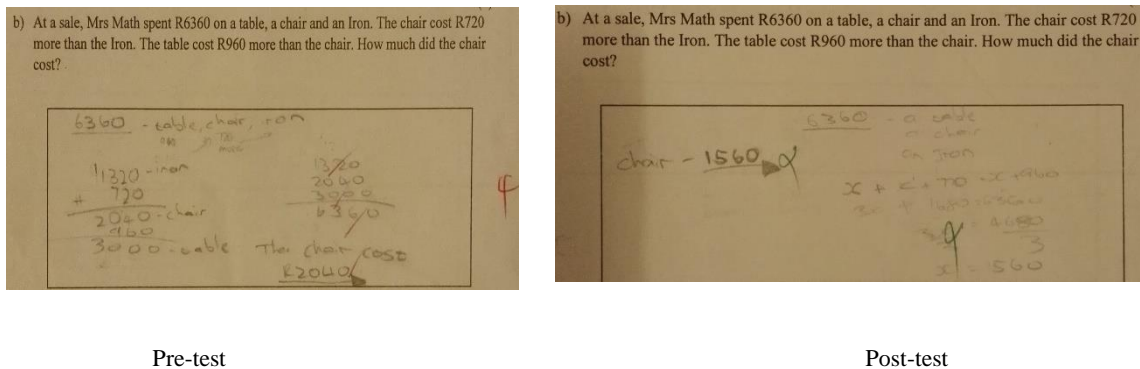 b) At a sale, Mrs Math spent R6360 on a table, a chair and an Iron. The chair cost R720
more than the Iron. The table cost R960 more than the chair. How much did the chair
cost?
6360 - table, chair, iron
1320 - iron
+ 720
2040 - chair
960
3000 - table
1320
2040
3000
6360
The chair cost
R2040
b) At a sale, Mrs Math spent R6360 on a table, a chair and an Iron. The chair cost R720
more than the Iron. The table cost R960 more than the chair. How much did the chair
cost?
6360 - a table
a chair
an Iron
chair - 1560
4680
3
Pre-test
Post-test